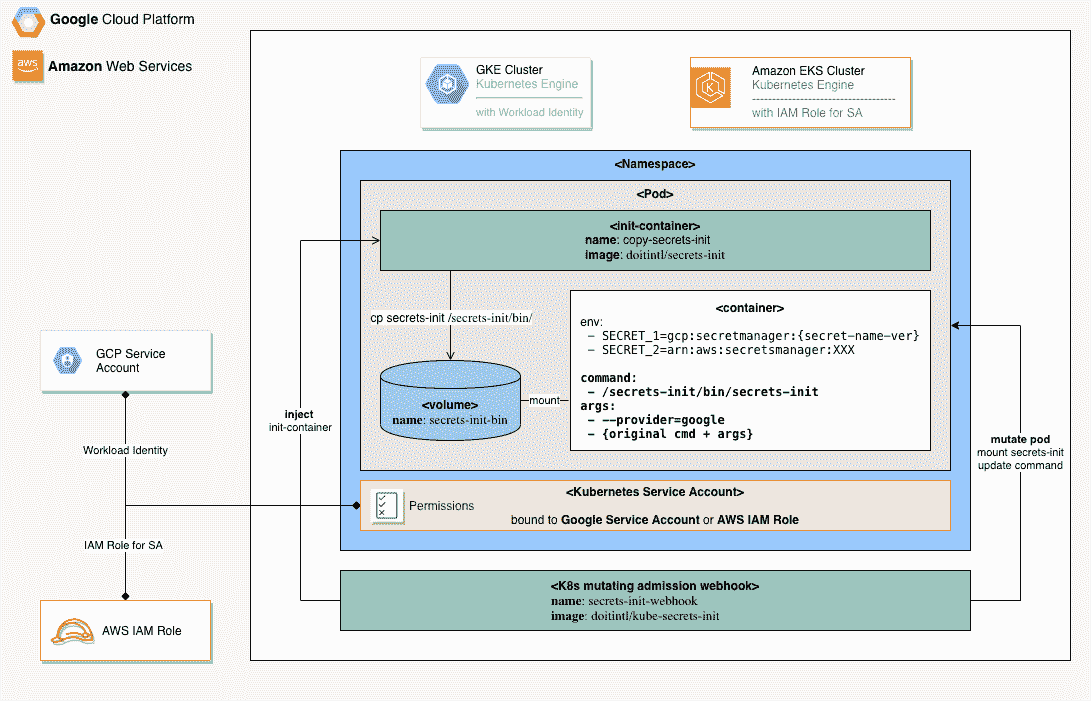 Google Cloud Platform
aws
Amazon Web Services
GKE Cluster
Kubernetes Engine
with Workload Identity
Amazon EKS Cluster
Kubernetes Engine
with IAM Role for SA
<Namespace>
<Pod>
<init-container>
name: copy-secrets-init
image: doitintl/secrets-init
cp secrets-init /secrets-init/bin/
<volume>
name: secrets-init-bin
mount
<container>
env:
- SECRET_1=gcp:secretmanager:{secret-name-ver}
- SECRET_2=arn:aws:secretsmanager:XXX
command:
- /secrets-init/bin/secrets-init
args:
- --provider=google
- {original cmd + args}
GCP Service
Account
Workload Identity
IAM Role for SA
AWS IAM Role
inject
init-container
mutate pod
mount secrets-init
update command
Permissions
<Kubernetes Service Account>
bound to Google Service Account or AWS IAM Role
<K8s mutating admission webhook>
name: secrets-init-webhook
image: doitintl/kube-secrets-init